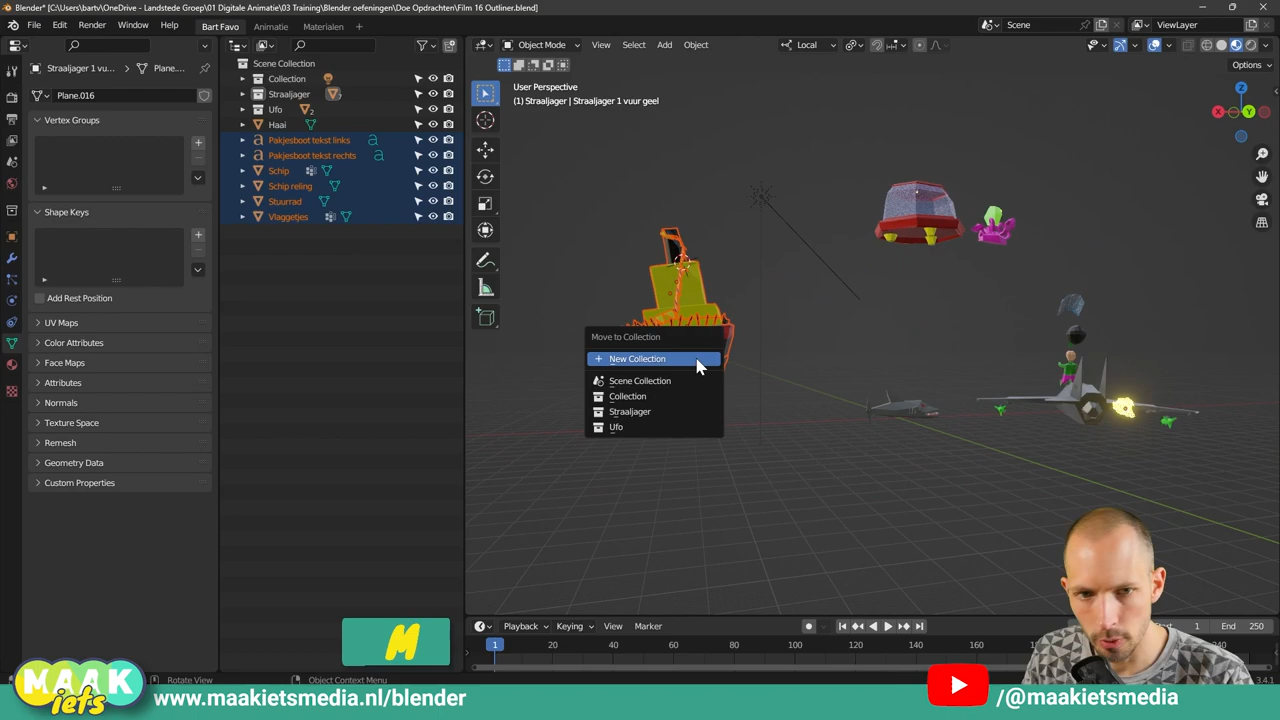 Blender* [C:\Users\bartv\OneDrive - Landstede Groep\01 Digitale Animatie\03 Training\Blender oefeningen\Doe Opdrachten\Film 16 Outliner.blend]
File Edit Render Window Help Bart Favo Animatie Materialen Scene ViewLayer
Object Mode View Select Add Object Local
Options
Straaljager 1 vu... Plane....
Plane.016
Vertex Groups
Shape Keys
Add Rest Position
UV Maps
Color Attributes
Face Maps
Attributes
Normals
Texture Space
Remesh
Geometry Data
Custom Properties
Scene Collection
Collection
Straaljager
Ufo
2
Haai
Pakjesboot tekst links
Pakjesboot tekst rechts
Schip
Schip reling
Stuurrad
Vlaggetjes
User Perspective
(1) Straaljager | Straaljager 1 vuur geel
Z
X
Y
Move to Collection
New Collection
Scene Collection
Collection
Straaljager
Ufo
Playback Keying View Marker
1 End 250
1 20 40 60 80 100 120 140 160 240
M
Rotate View Object Context Menu 3.4.1
MAAK
iets
www.maakietsmedia.nl/blender
/@maakietsmedia